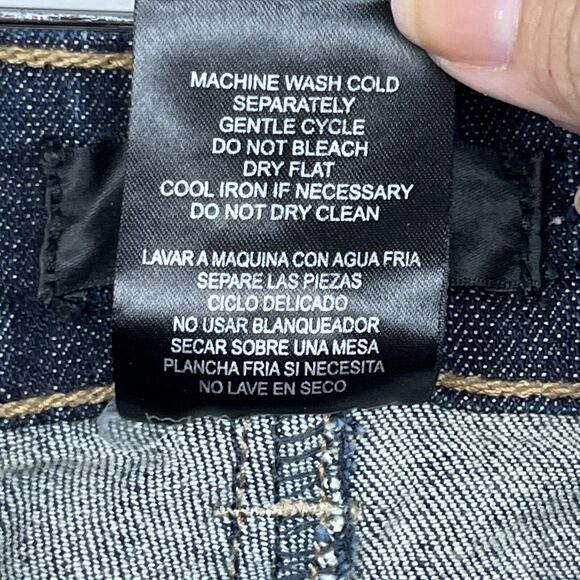 MACHINE WASH COLD
SEPARATELY
GENTLE CYCLE
DO NOT BLEACH
DRY FLAT
COOL IRON IF NECESSARY
DO NOT DRY CLEAN
LAVAR A MAQUINA CON AGUA FRIA
SEPARE LAS PIEZAS
CICLO DELICADO
NO USAR BLANQUEADOR
SECAR SOBRE UNA MESA
PLANCHA FRIA SI NECESITA
NO LAVE EN SECO